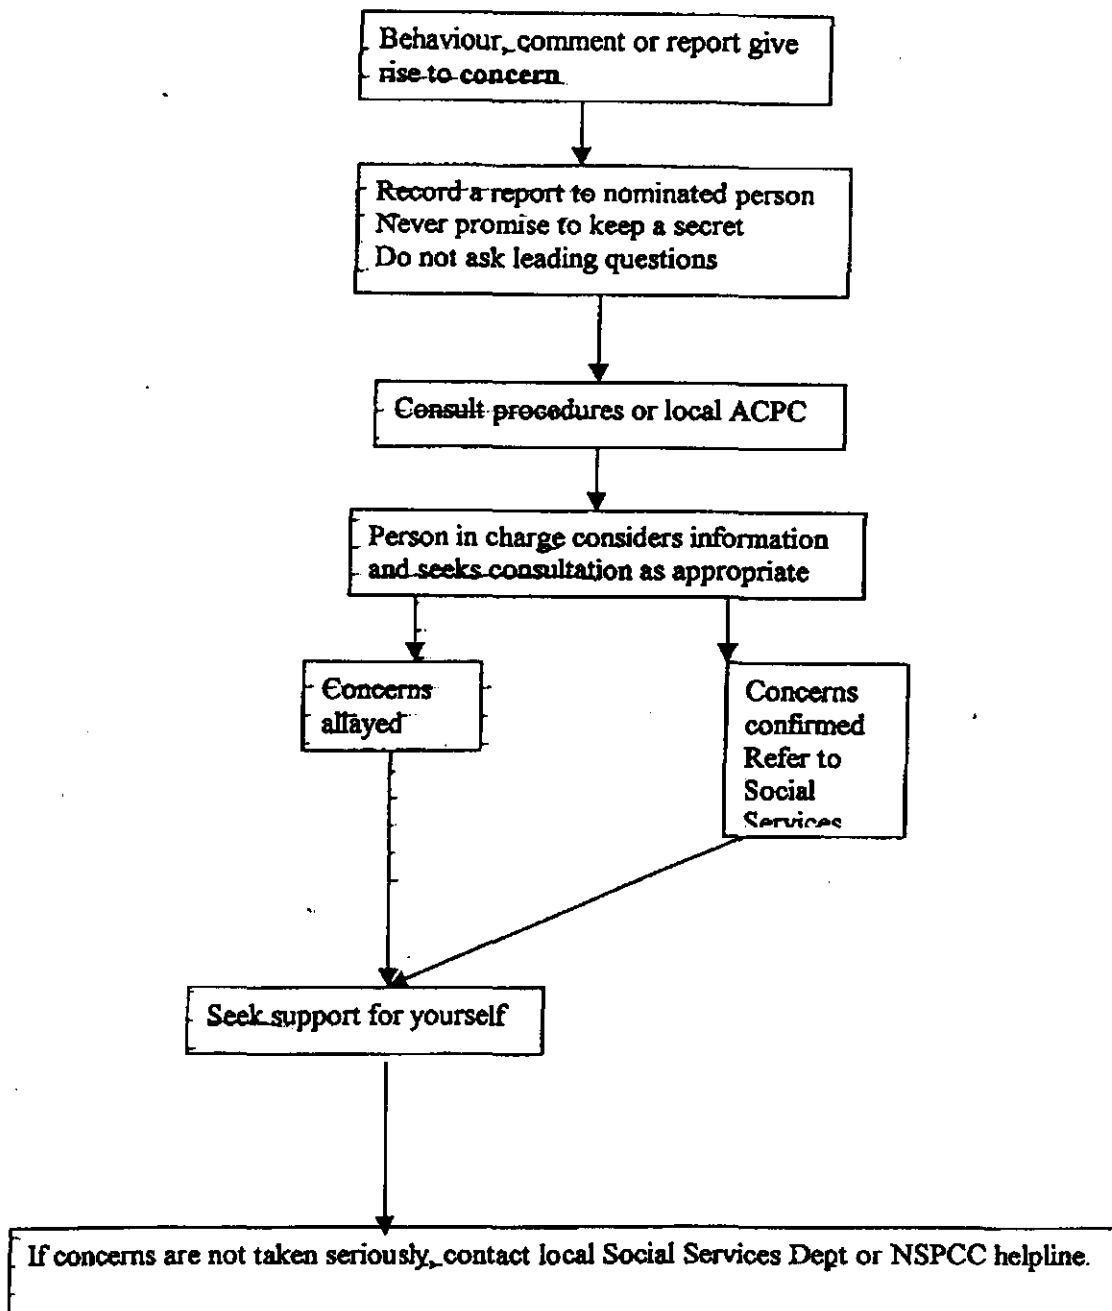 Behaviour, comment or report give
rise to concern
Record a report to nominated person
Never promise to keep a secret
Do not ask leading questions
Consult procedures or local ACPC
Person in charge considers information
and seeks consultation as appropriate
Concerns
allayed
Concerns
confirmed
Refer to
Social
Services
Seek support for yourself
If concerns are not taken seriously, contact local Social Services Dept or NSPCC helpline.